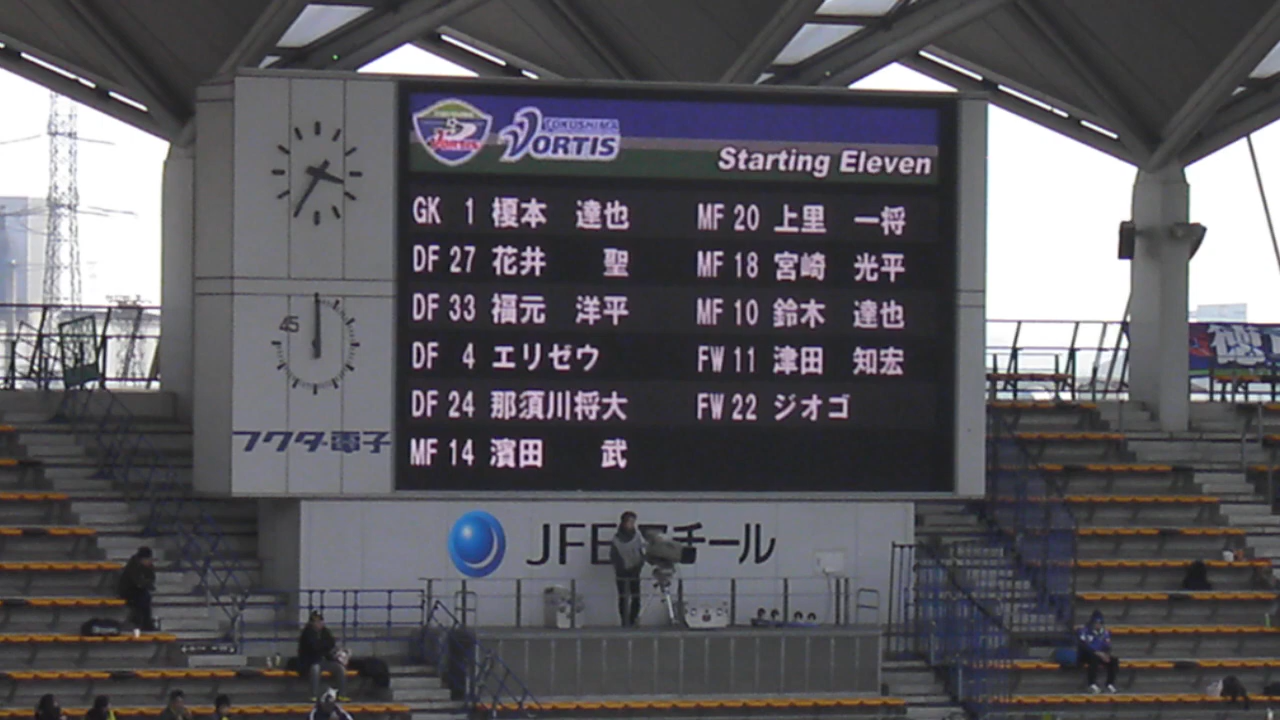 TOKUSHIMA
VORTIS
VORTIS
Starting Eleven
GK 1 榎本 達也
DF 27 花井 聖
DF 33 福元 洋平
DF 4 エリゼウ
DF 24 那須川将大
MF 14 濱田 武
MF 20 上里 一将
MF 18 宮崎 光平
MF 10 鈴木 達也
FW 11 津田 知宏
FW 22 ジオゴ
45
フクダ電子
JFEスチール